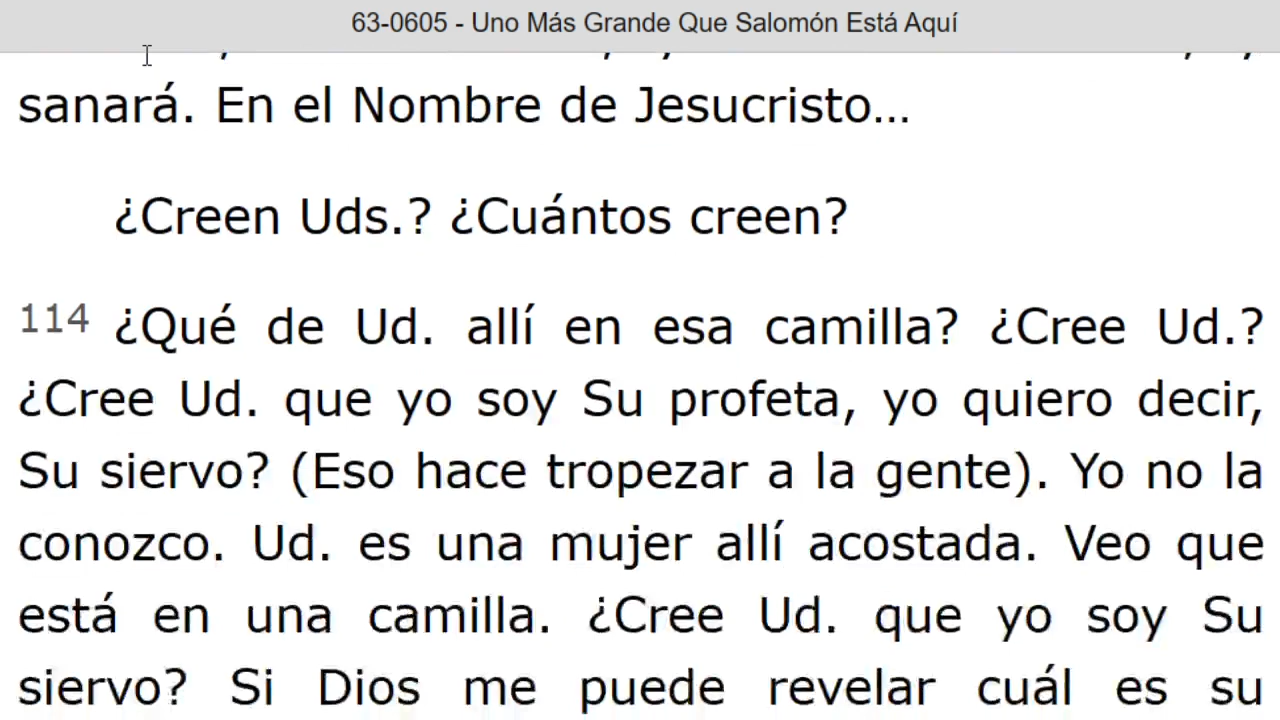 63-0605 - Uno Más Grande Que Salomón Está Aquí
sanará. En el Nombre de Jesucristo...
¿Creen Uds.? ¿Cuántos creen?
114 ¿Qué de Ud. allí en esa camilla? ¿Cree Ud.?
¿Cree Ud. que yo soy Su profeta, yo quiero decir,
Su siervo? (Eso hace tropezar a la gente). Yo no la
conozco. Ud. es una mujer allí acostada. Veo que
está en una camilla. ¿Cree Ud. que yo soy Su
siervo? Si Dios me puede revelar cuál es su